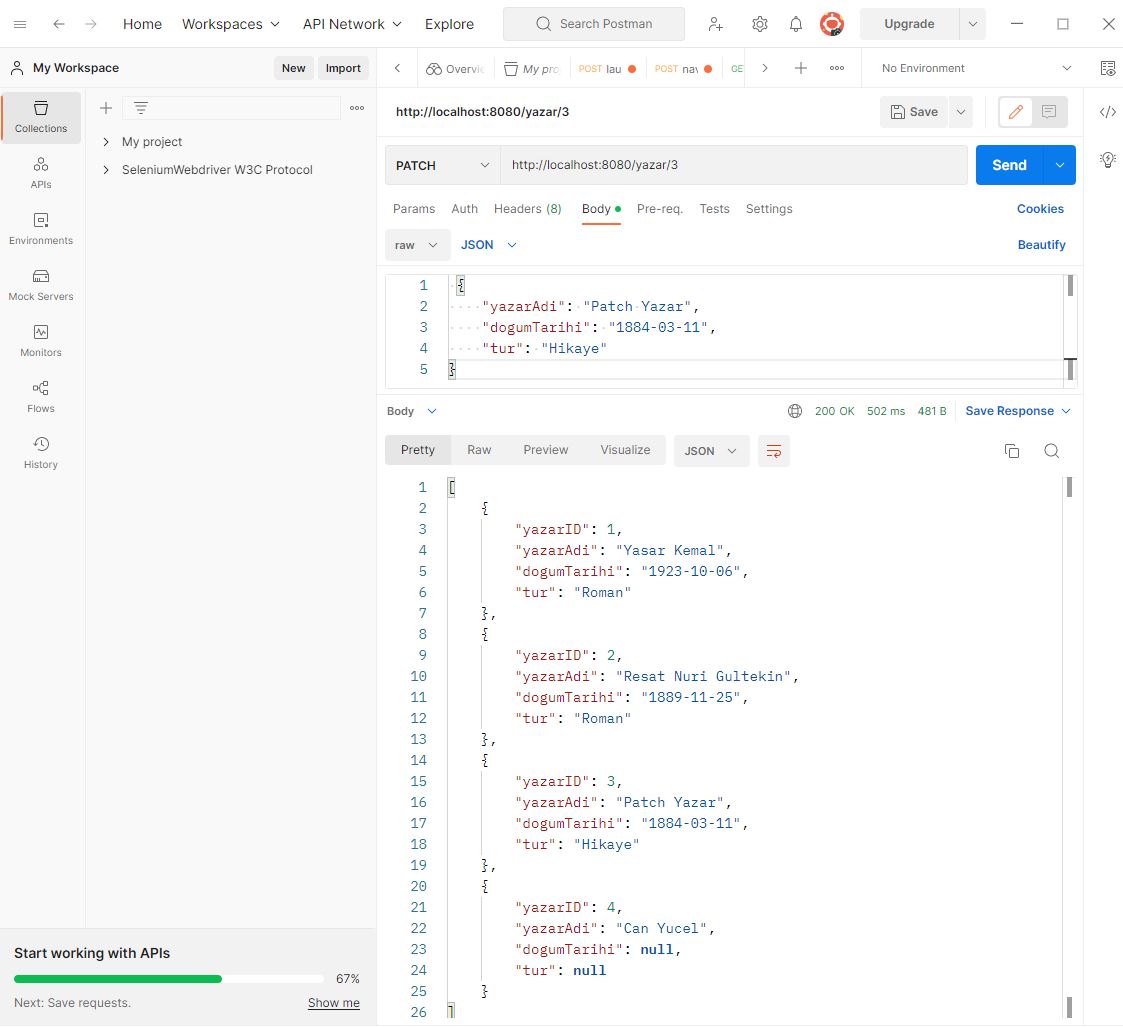 Home Workspaces API Network Explore Search Postman Upgrade
My Workspace New Import Overvie My pro POST lau POST nav GE No Environment
Collections
APIs
Environments
Mock Servers
Monitors
Flows
History
My project
SeleniumWebdriver W3C Protocol
http://localhost:8080/yazar/3 Save
PATCH http://localhost:8080/yazar/3 Send
Params Auth Headers (8) Body Pre-req. Tests Settings Cookies
raw JSON Beautify
1 {
2 "yazarAdi": "Patch Yazar",
3 "dogumTarihi": "1884-03-11",
4 "tur": "Hikaye"
5 }
Body 200 OK 502 ms 481 B Save Response
Pretty Raw Preview Visualize JSON
1 [
2 {
3 "yazarID": 1,
4 "yazarAdi": "Yasar Kemal",
5 "dogumTarihi": "1923-10-06",
6 "tur": "Roman"
7 },
8 {
9 "yazarID": 2,
10 "yazarAdi": "Resat Nuri Gultekin",
11 "dogumTarihi": "1889-11-25",
12 "tur": "Roman"
13 },
14 {
15 "yazarID": 3,
16 "yazarAdi": "Patch Yazar",
17 "dogumTarihi": "1884-03-11",
18 "tur": "Hikaye"
19 },
20 {
21 "yazarID": 4,
22 "yazarAdi": "Can Yucel",
23 "dogumTarihi": null,
24 "tur": null
25 }
26 ]
Start working with APIs
67%
Next: Save requests. Show me